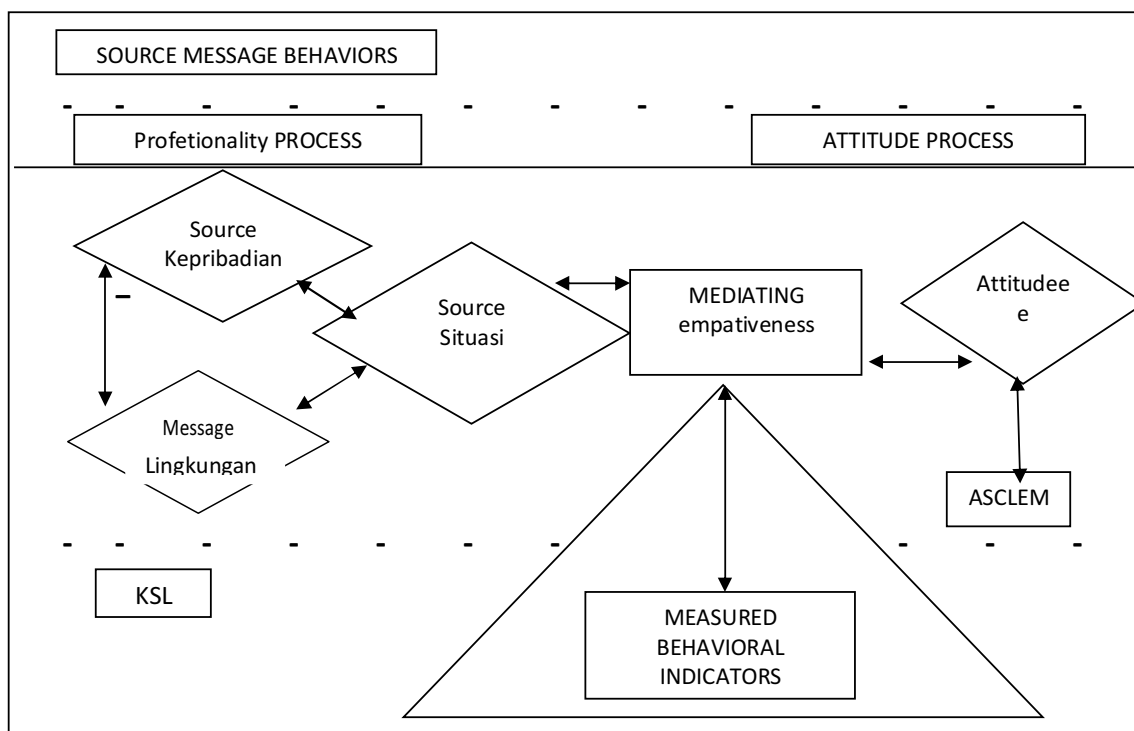 SOURCE MESSAGE BEHAVIORS
Profetionality PROCESS
ATTITUDE PROCESS
Source
Kepribadian
Source
Situasi
MEDIATING
empativeness
Attitudee
e
Message
Lingkungan
ASCLEM
KSL
MEASURED
BEHAVIORAL
INDICATORS